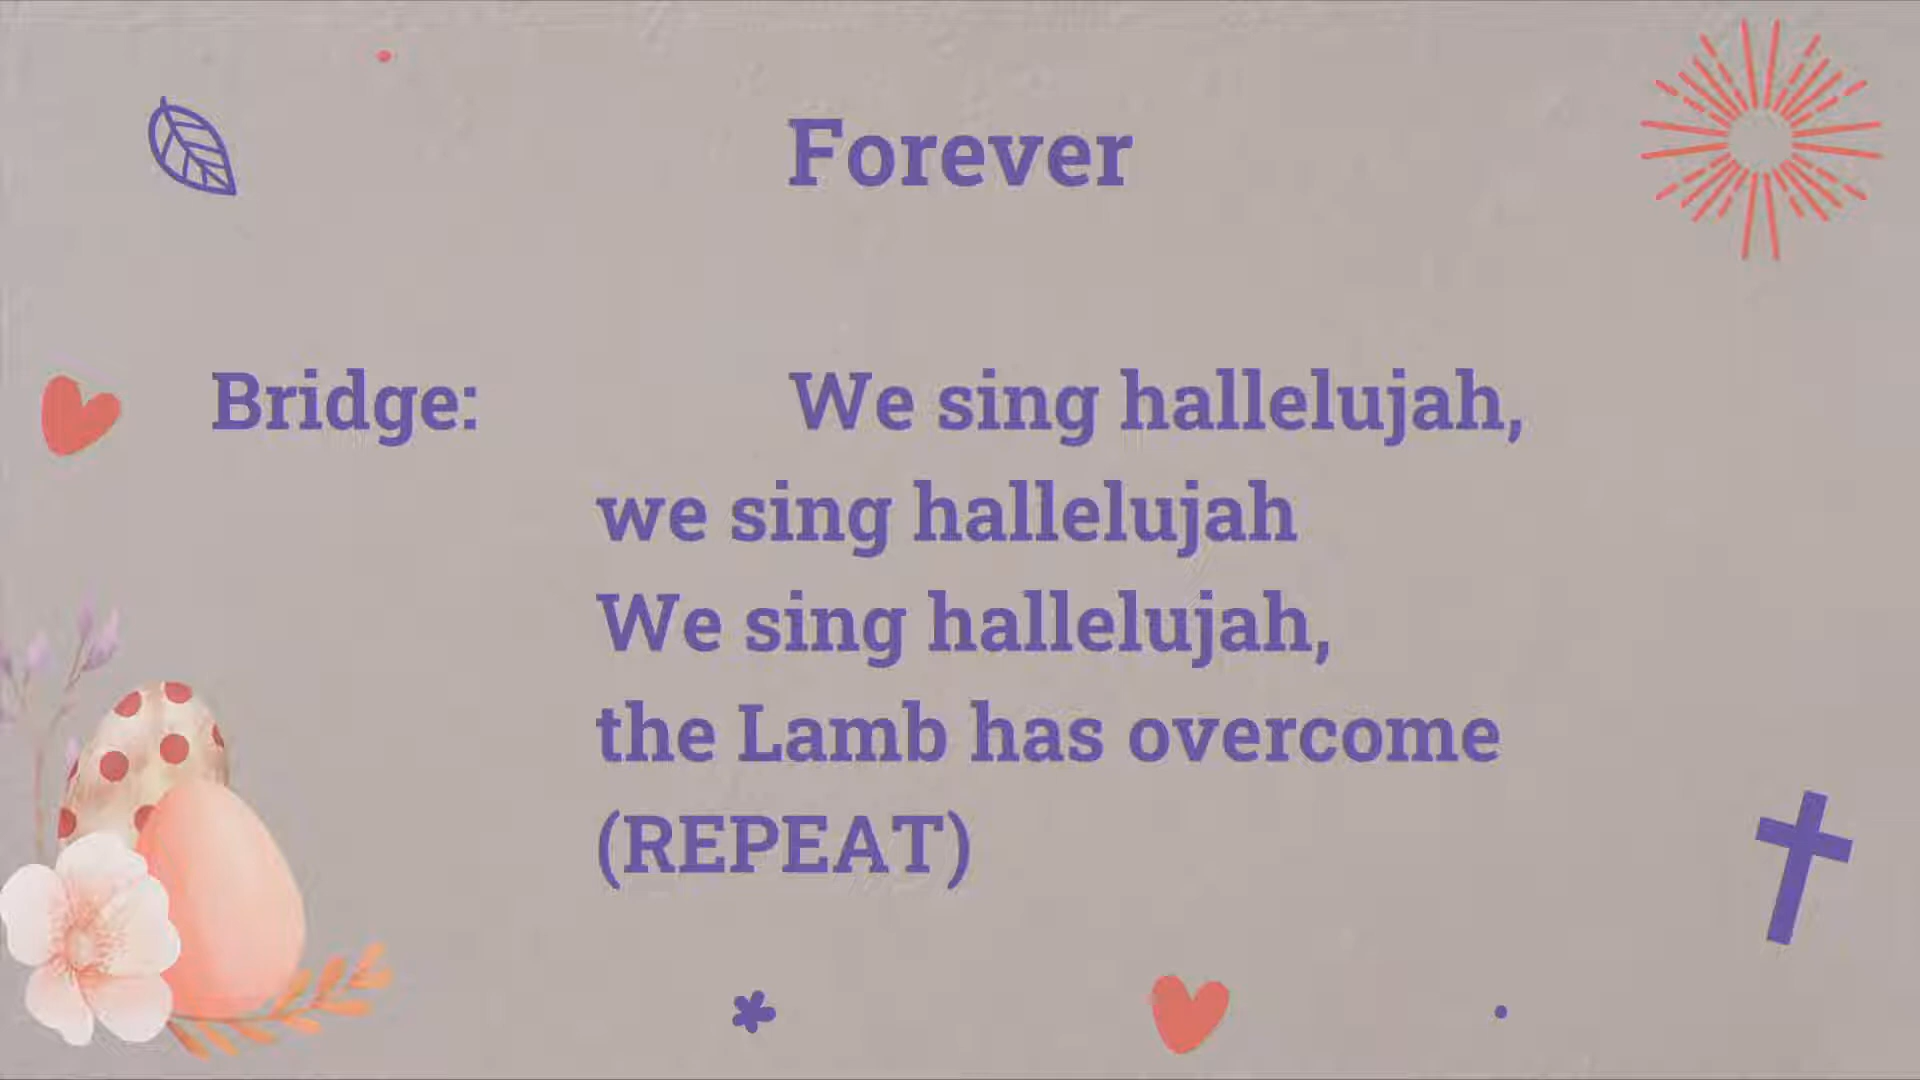 Forever
Bridge: We sing hallelujah,
we sing hallelujah
We sing hallelujah,
the Lamb has overcome
(REPEAT)